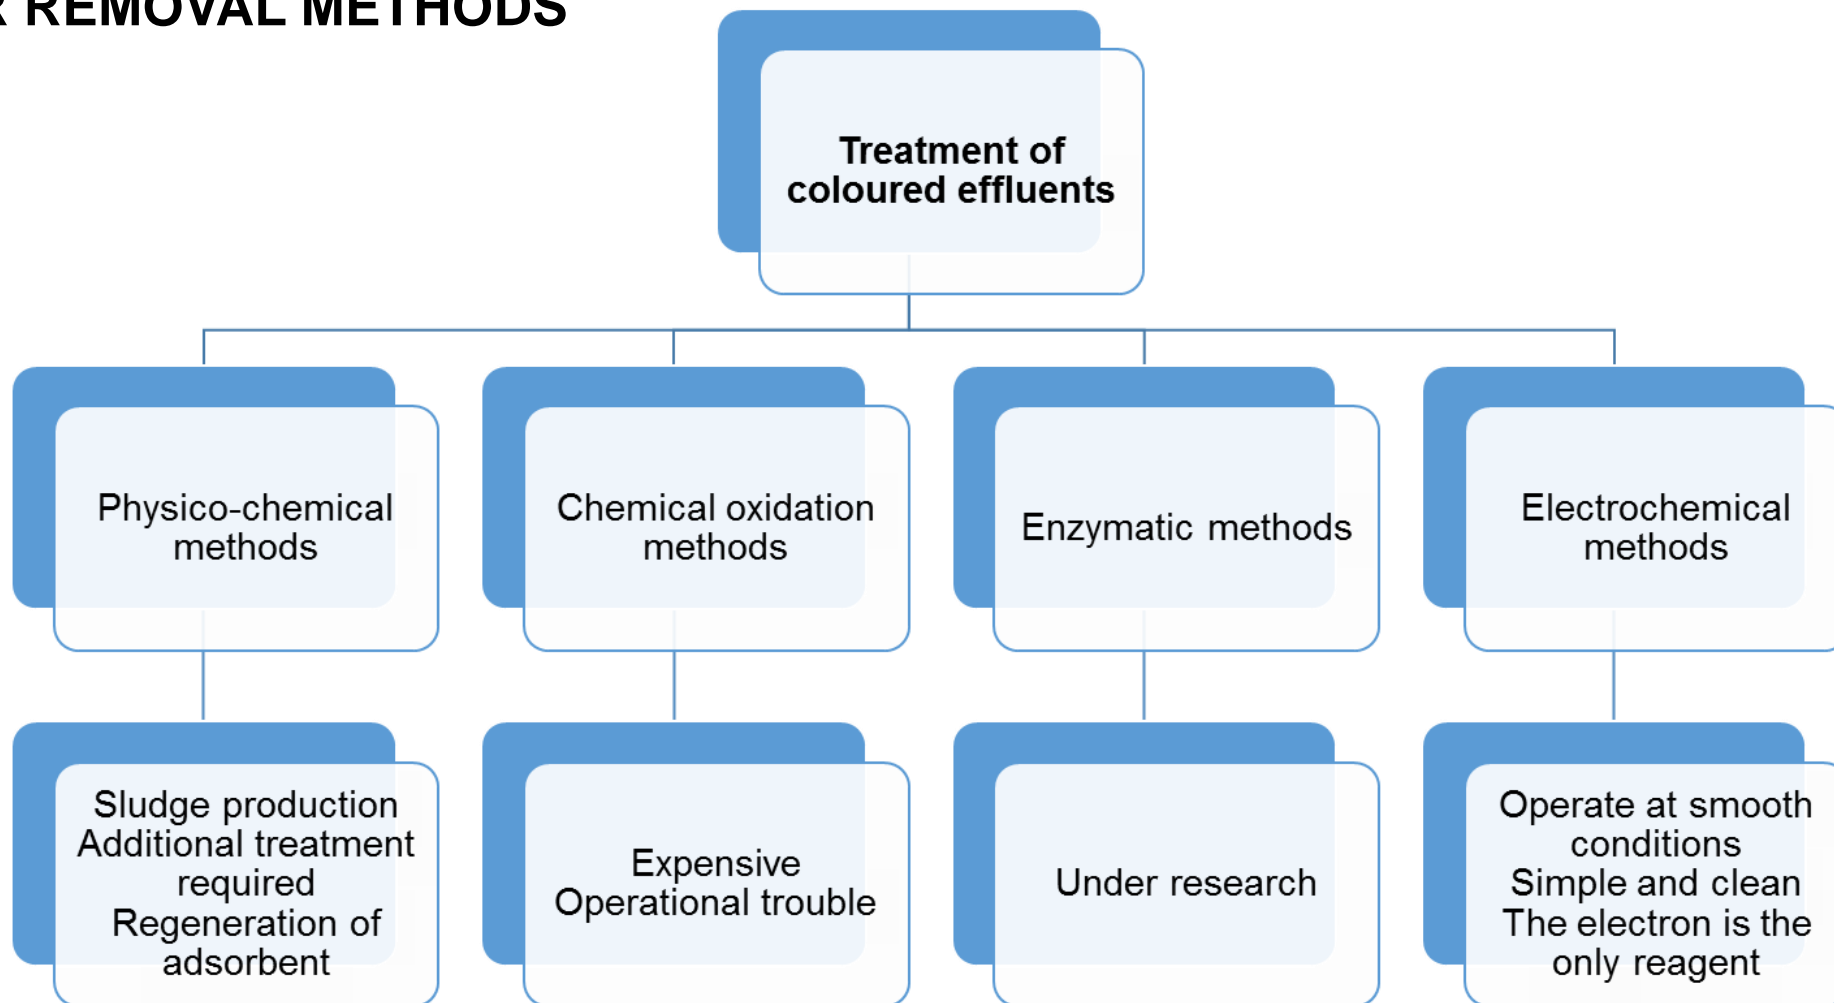 R REMOVAL METHODS
Treatment of
coloured effluents
Physico-chemical
methods
Chemical oxidation
methods
Enzymatic methods
Electrochemical
methods
Sludge production
Additional treatment
required
Regeneration of
adsorbent
Expensive
Operational trouble
Under research
Operate at smooth
conditions
Simple and clean
The electron is the
only reagent